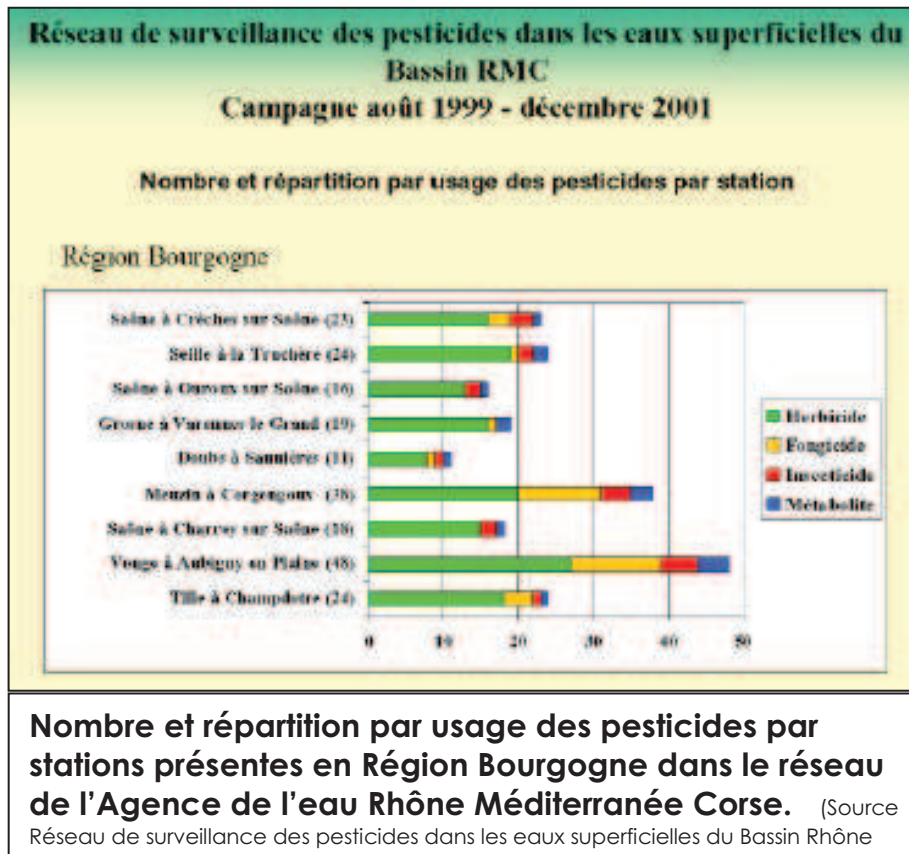 Réseau de surveillance des pesticides dans les eaux superficielles du
Bassin RMC
Campagne août 1999 - décembre 2001
Nombre et répartition par usage des pesticides par station
Région Bourgogne
Saône à Crèches sur Saône (23)
Seille à la Truchère (24)
Saône à Ouroux sur Saône (16)
Grosne à Varennes le Grand (19)
Doubs à Saunières (11)
Meuzin à Corgengoux (38)
Saône à Charrey sur Saône (18)
Vouge à Aubigny en Plaine (48)
Tille à Champdotre (24)
0 10 20 30 40 50
Herbicide
Fongicide
Insecticide
Métabolite
Nombre et répartition par usage des pesticides par
stations présentes en Région Bourgogne dans le réseau
de l'Agence de l'eau Rhône Méditerranée Corse. (Source
Réseau de surveillance des pesticides dans les eaux superficielles du Bassin Rhône